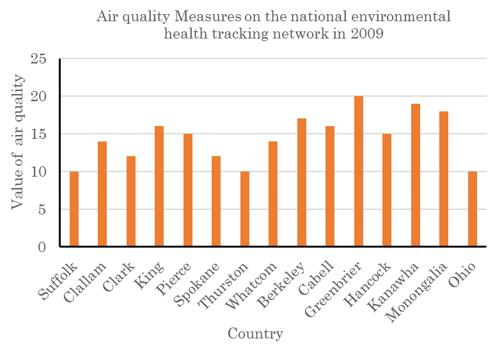 Air quality Measures on the national environmental
health tracking network in 2009
Value of air quality
25
20
15
10
5
0
Suffolk
Clallam
Clark
King
Pierce
Spokane
Thurston
Whatcom
Berkeley
Cabell
Greenbrier
Hancock
Kanawha
Monongalia
Ohio
Country